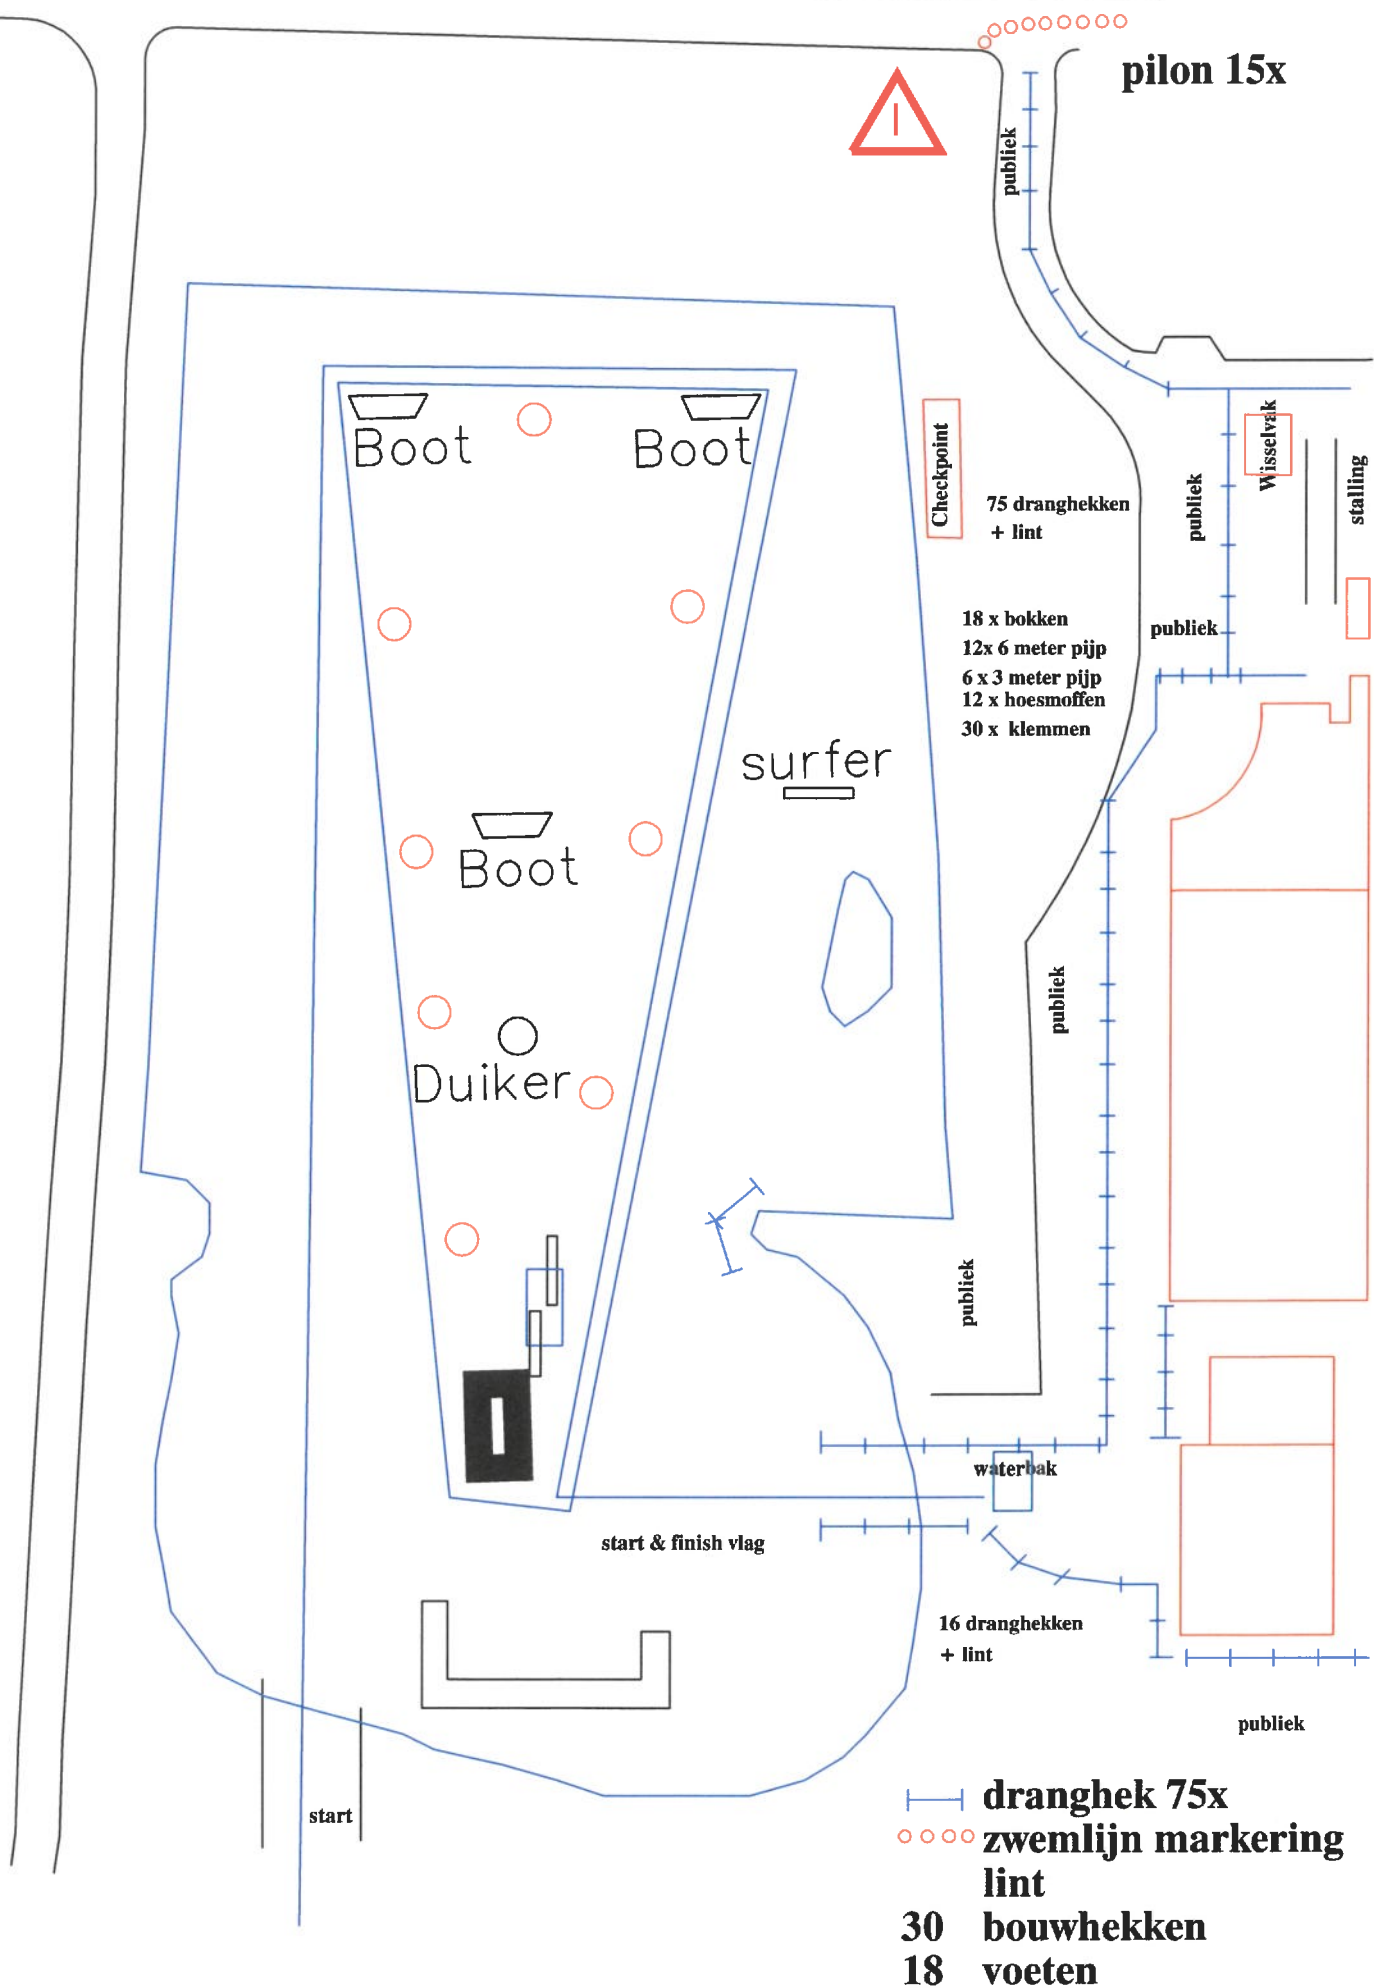 pilon 15x
publiek
Boot
Boot
Checkpoint
Wisselvak
publiek
stalling
75 dranghekken
+ lint
18 x bokken
12x 6 meter pijp
6 x 3 meter pijp
12 x hoesmoffen
30 x klemmen
publiek
surfer
Boot
publiek
Duiker
publiek
waterbak
start & finish vlag
16 dranghekken
+ lint
publiek
start
dranghek 75x
zwemlijn markering
lint
30 bouwhekken
18 voeten